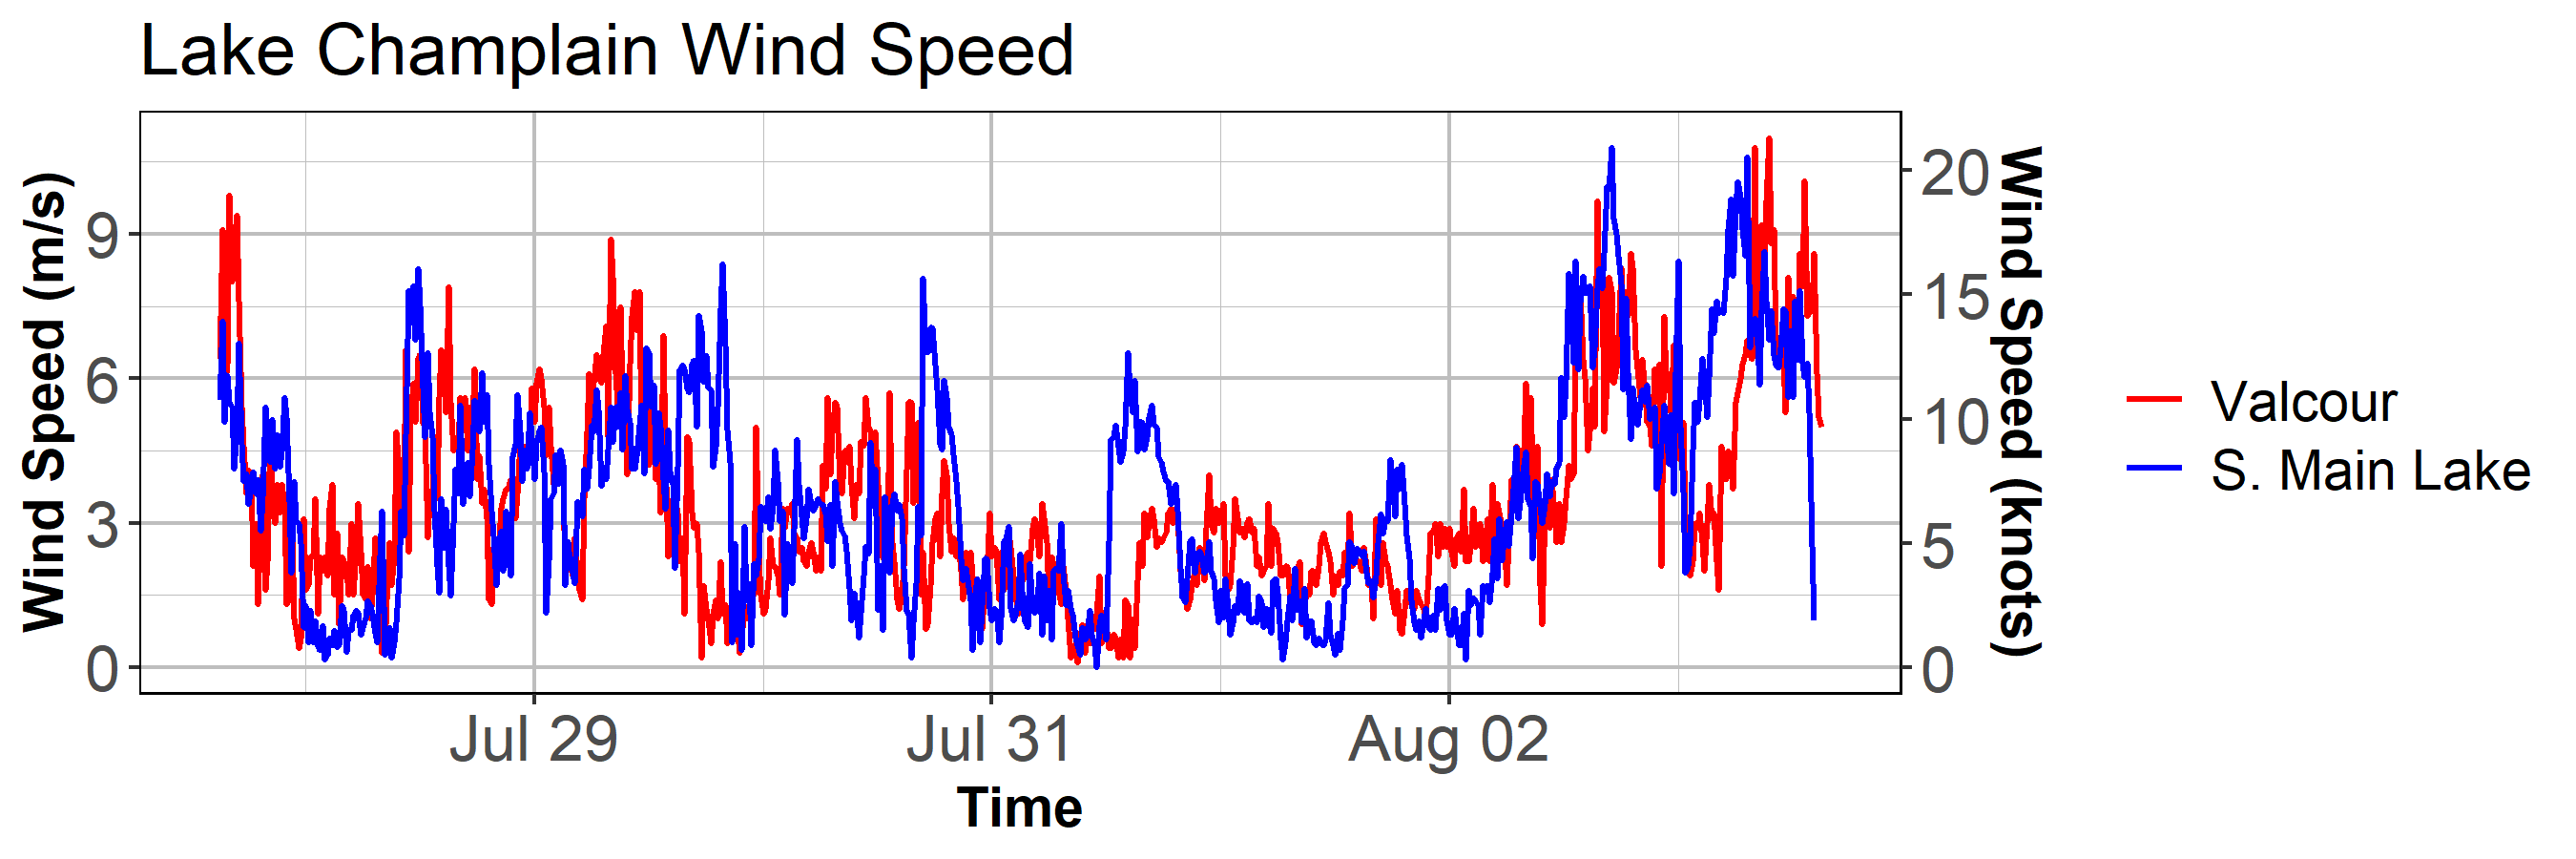 Lake Champlain Wind Speed
Wind Speed (m/s)
9
6
3
0
20
15
10
5
0
Wind Speed (knots)
Jul 29
Jul 31
Aug 02
Time
Valcour
S. Main Lake